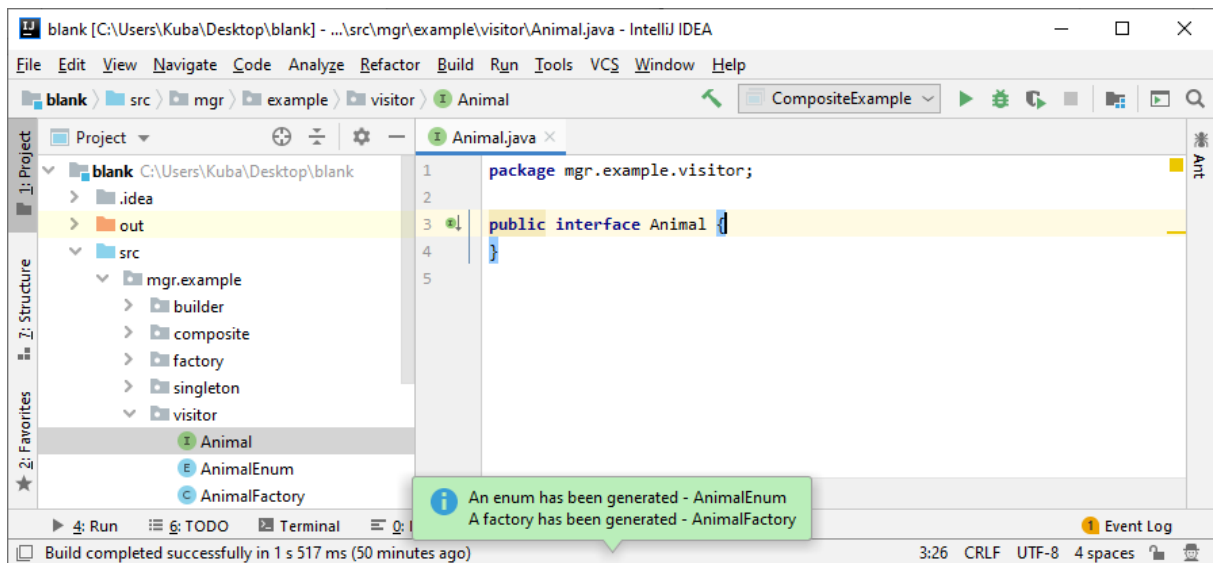 blank [C:\Users\Kuba\Desktop\blank] - ...\src\mgr\example\visitor\Animal.java - IntelliJ IDEA
File Edit View Navigate Code Analyze Refactor Build Run Tools VCS Window Help
blank src mgr example visitor Animal CompositeExample
1: Project
7: Structure
2: Favorites
Project
blank C:\Users\Kuba\Desktop\blank
.idea
out
src
mgr.example
builder
composite
factory
singleton
visitor
Animal
AnimalEnum
AnimalFactory
Animal.java
1 package mgr.example.visitor;
2
3 public interface Animal {
4 }
5
Ant
An enum has been generated - AnimalEnum
A factory has been generated - AnimalFactory
4: Run 6: TODO Terminal 0: 1 Event Log
Build completed successfully in 1 s 517 ms (50 minutes ago) 3:26 CRLF UTF-8 4 spaces